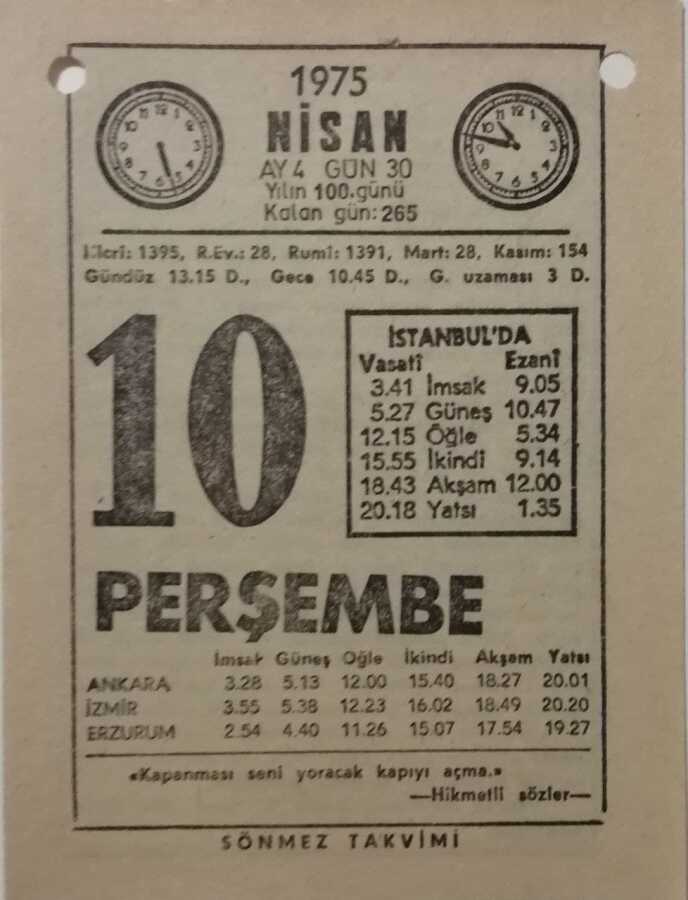 1975
NİSAN
AY 4 GÜN 30
Yılın 100.günü
Kalan gün: 265
Hicri: 1395, R.Ev.: 28, Rumî: 1391, Mart: 28, Kasım: 154
Gündüz 13.15 D., Gece 10.45 D., G. uzaması 3 D.
10
İSTANBUL'DA
Vasatî Ezanî
3.41 İmsak 9.05
5.27 Güneş 10.47
12.15 Öğle 5.34
15.55 İkindi 9.14
18.43 Akşam 12.00
20.18 Yatsı 1.35
PERŞEMBE
İmsak Güneş Öğle İkindi Akşam Yatsı
ANKARA 3.28 5.13 12.00 15.40 18.27 20.01
İZMİR 3.55 5.38 12.23 16.02 18.49 20.20
ERZURUM 2.54 4.40 11.26 15.07 17.54 19.27
«Kapanması seni yoracak kapıyı açma.»
—Hikmetli sözler—
SÖNMEZ TAKVİMİ